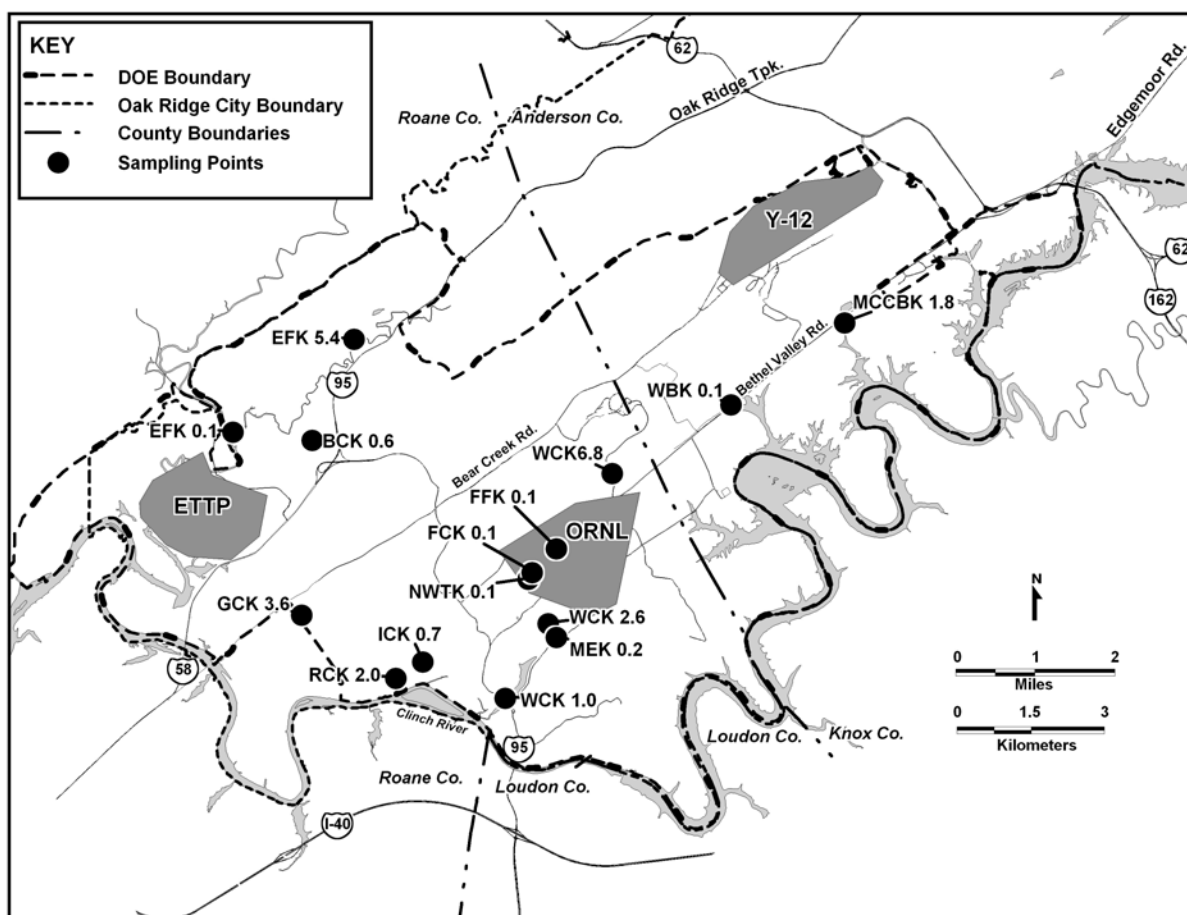 KEY
DOE Boundary
Oak Ridge City Boundary
County Boundaries
Sampling Points
62
Oak Ridge Tpk.
Edgemoor Rd.
Roane Co.
Anderson Co.
Y-12
62
162
MCCBK 1.8
EFK 5.4
95
Bethel Valley Rd.
WBK 0.1
EFK 0.1
BCK 0.6
Bear Creek Rd.
WCK6.8
ETTP
FFK 0.1
ORNL
FCK 0.1
NWTK 0.1
GCK 3.6
WCK 2.6
ICK 0.7
MEK 0.2
58
RCK 2.0
WCK 1.0
Clinch River
95
Loudon Co.
Knox Co.
Roane Co.
Loudon Co.
I-40
N
0 1 2
Miles
0 1.5 3
Kilometers